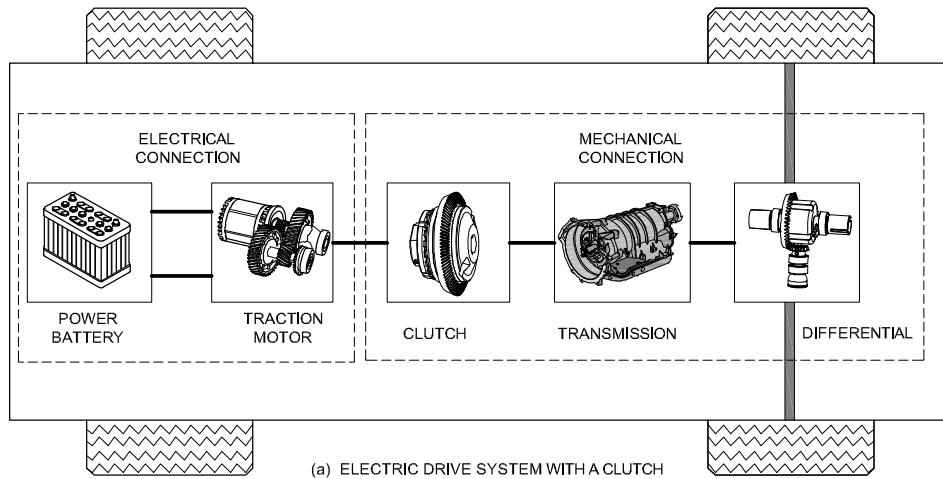 ELECTRICAL
CONNECTION
MECHANICAL
CONNECTION
POWER
BATTERY
TRACTION
MOTOR
CLUTCH
TRANSMISSION
DIFFERENTIAL
(a) ELECTRIC DRIVE SYSTEM WITH A CLUTCH